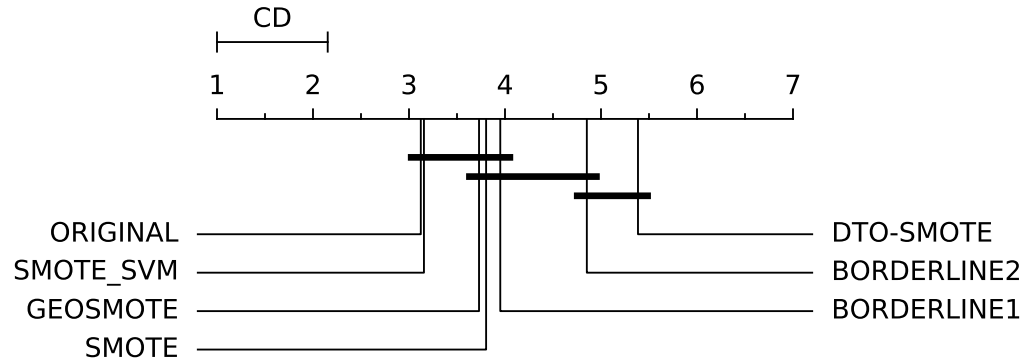 CD
1 2 3 4 5 6 7
ORIGINAL DTO-SMOTE
SMOTE_SVM BORDERLINE2
GEOSMOTE BORDERLINE1
SMOTE